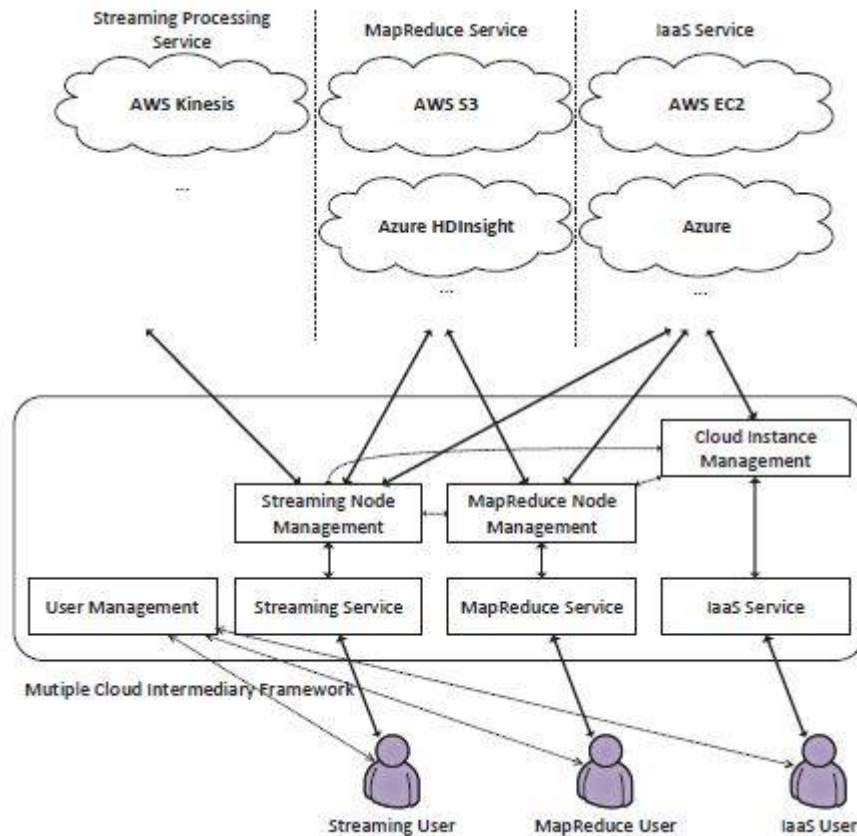 Streaming Processing
Service
MapReduce Service
IaaS Service
AWS Kinesis
AWS S3
AWS EC2
...
Azure HDInsight
Azure
...
...
Cloud Instance
Management
Streaming Node
Management
MapReduce Node
Management
User Management
Streaming Service
MapReduce Service
IaaS Service
Mutiple Cloud Intermediary Framework
Streaming User
MapReduce User
IaaS User